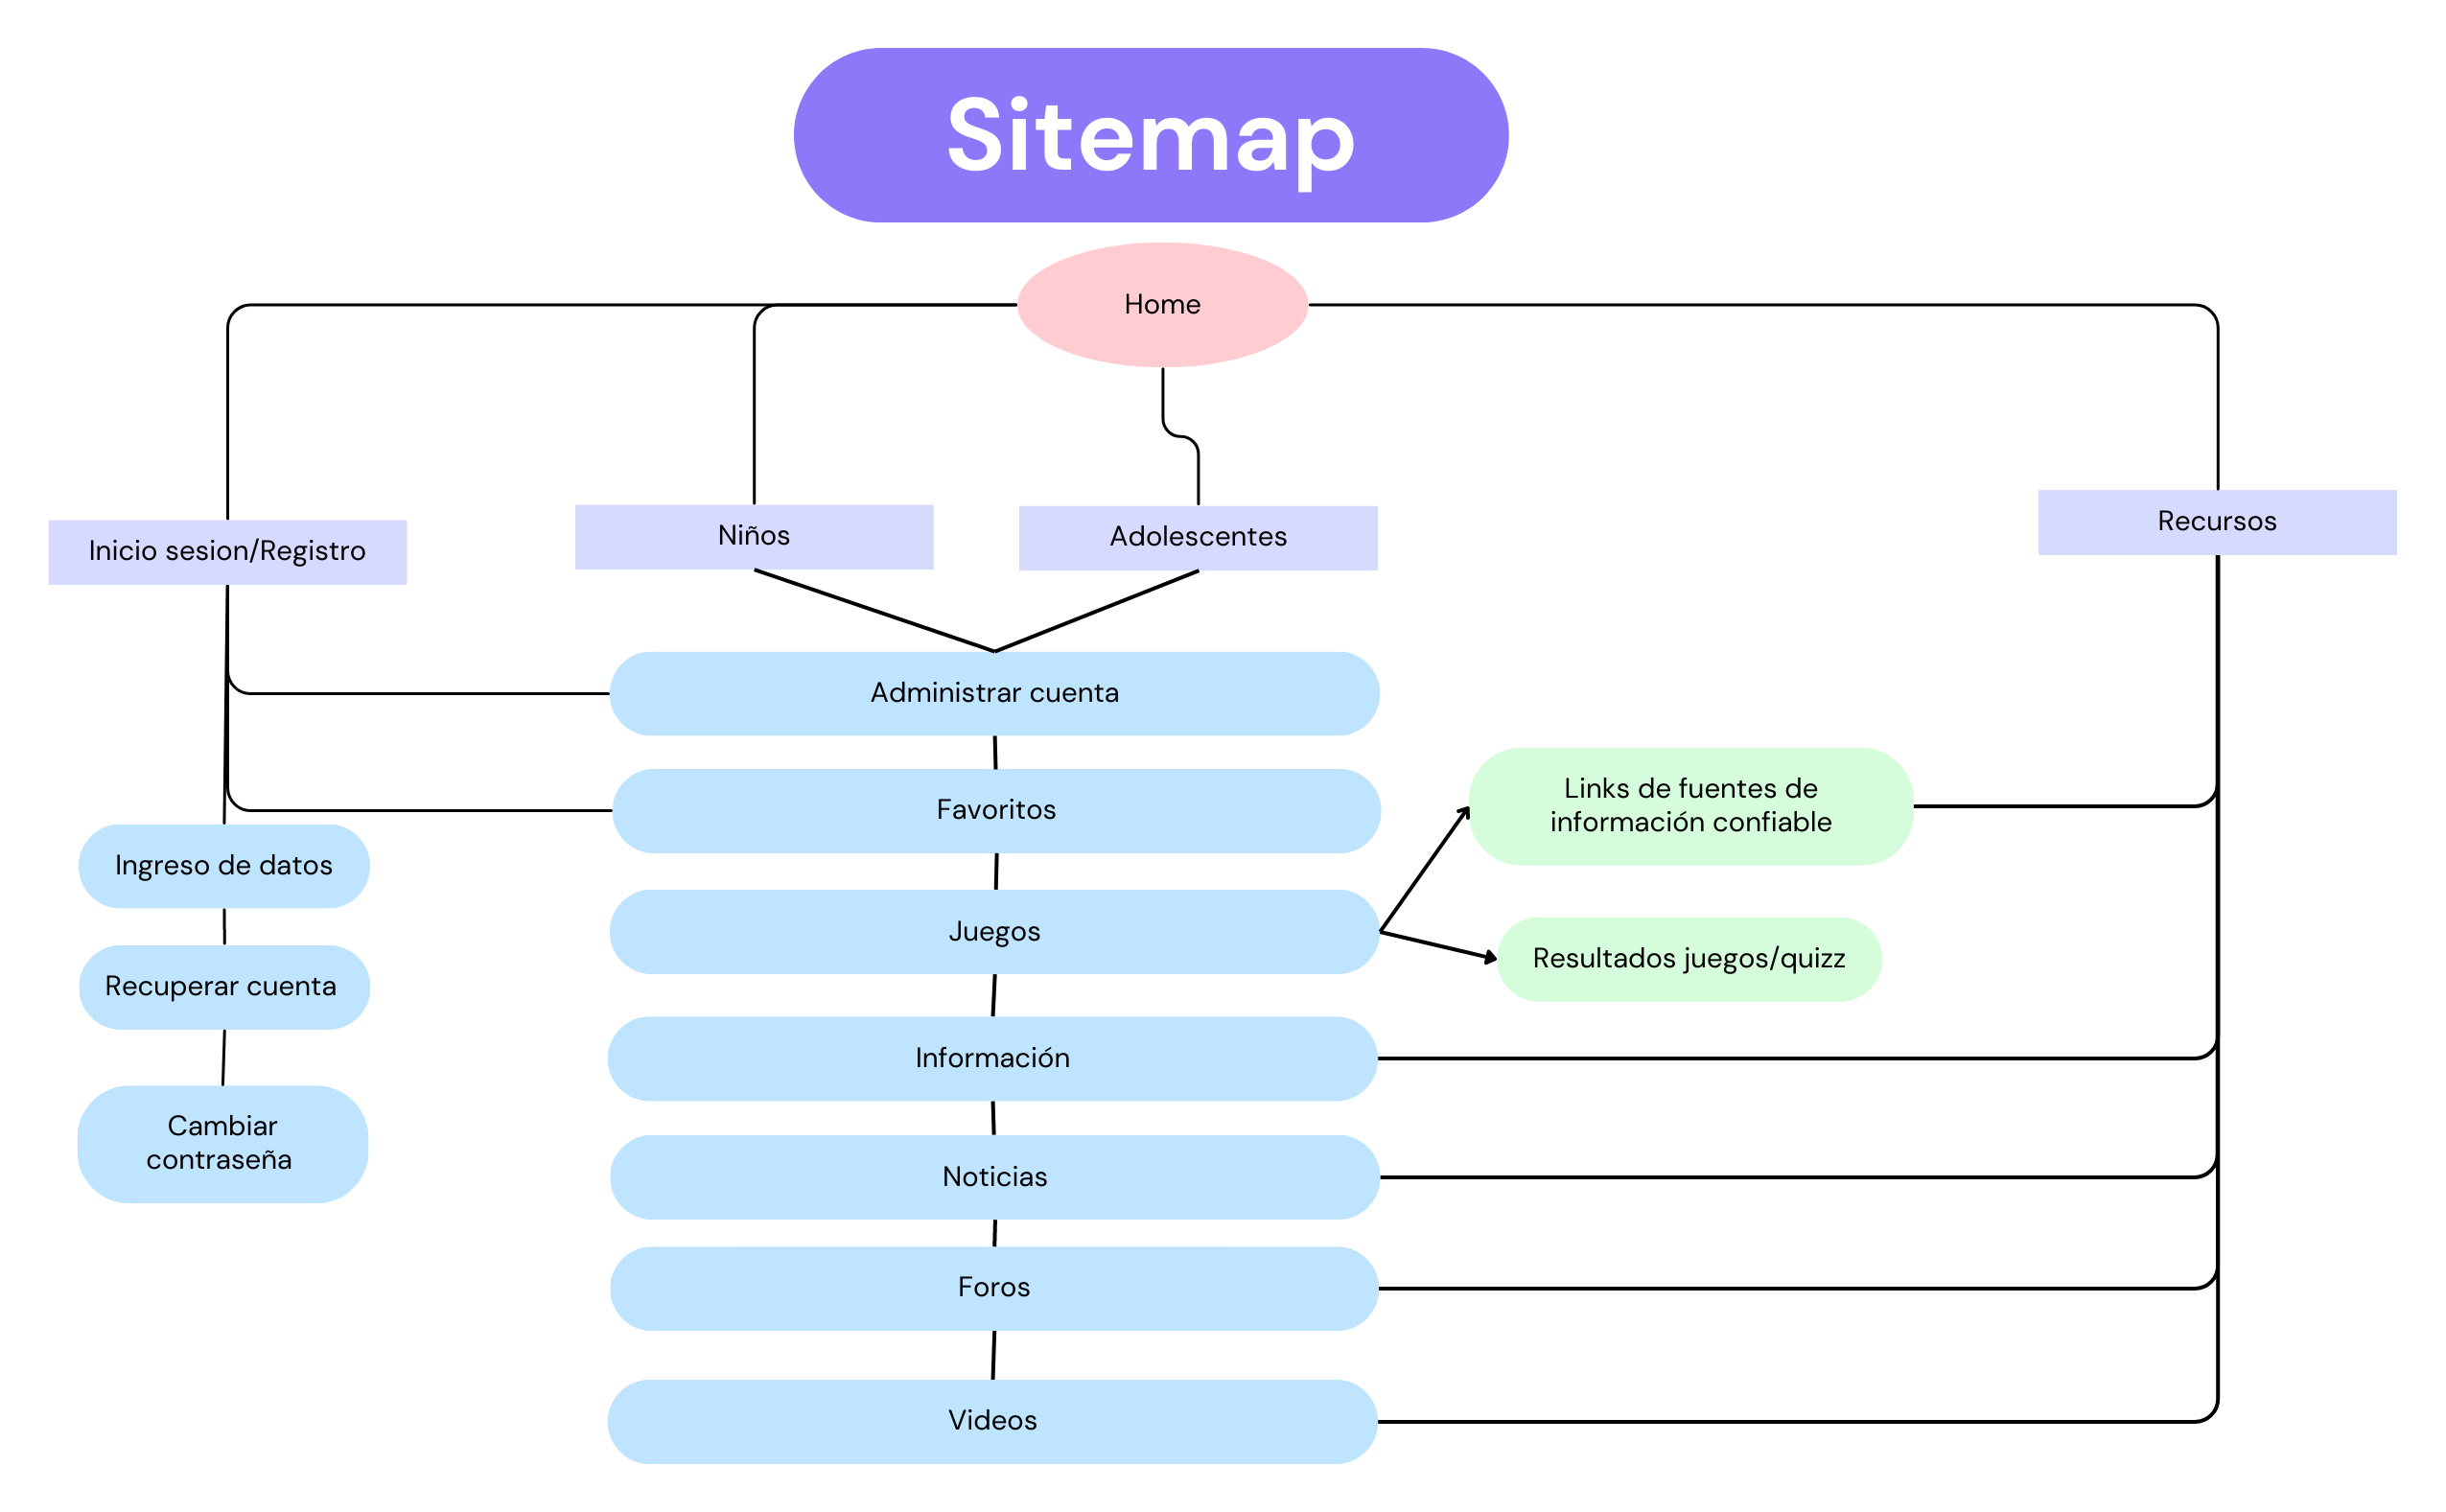 Sitemap
Home
Inicio sesion/Registro
Niños
Adolescentes
Recursos
Administrar cuenta
Favoritos
Juegos
Información
Noticias
Foros
Videos
Ingreso de datos
Recuperar cuenta
Cambiar
contraseña
Links de fuentes de
información confiable
Resultados juegos/quizz